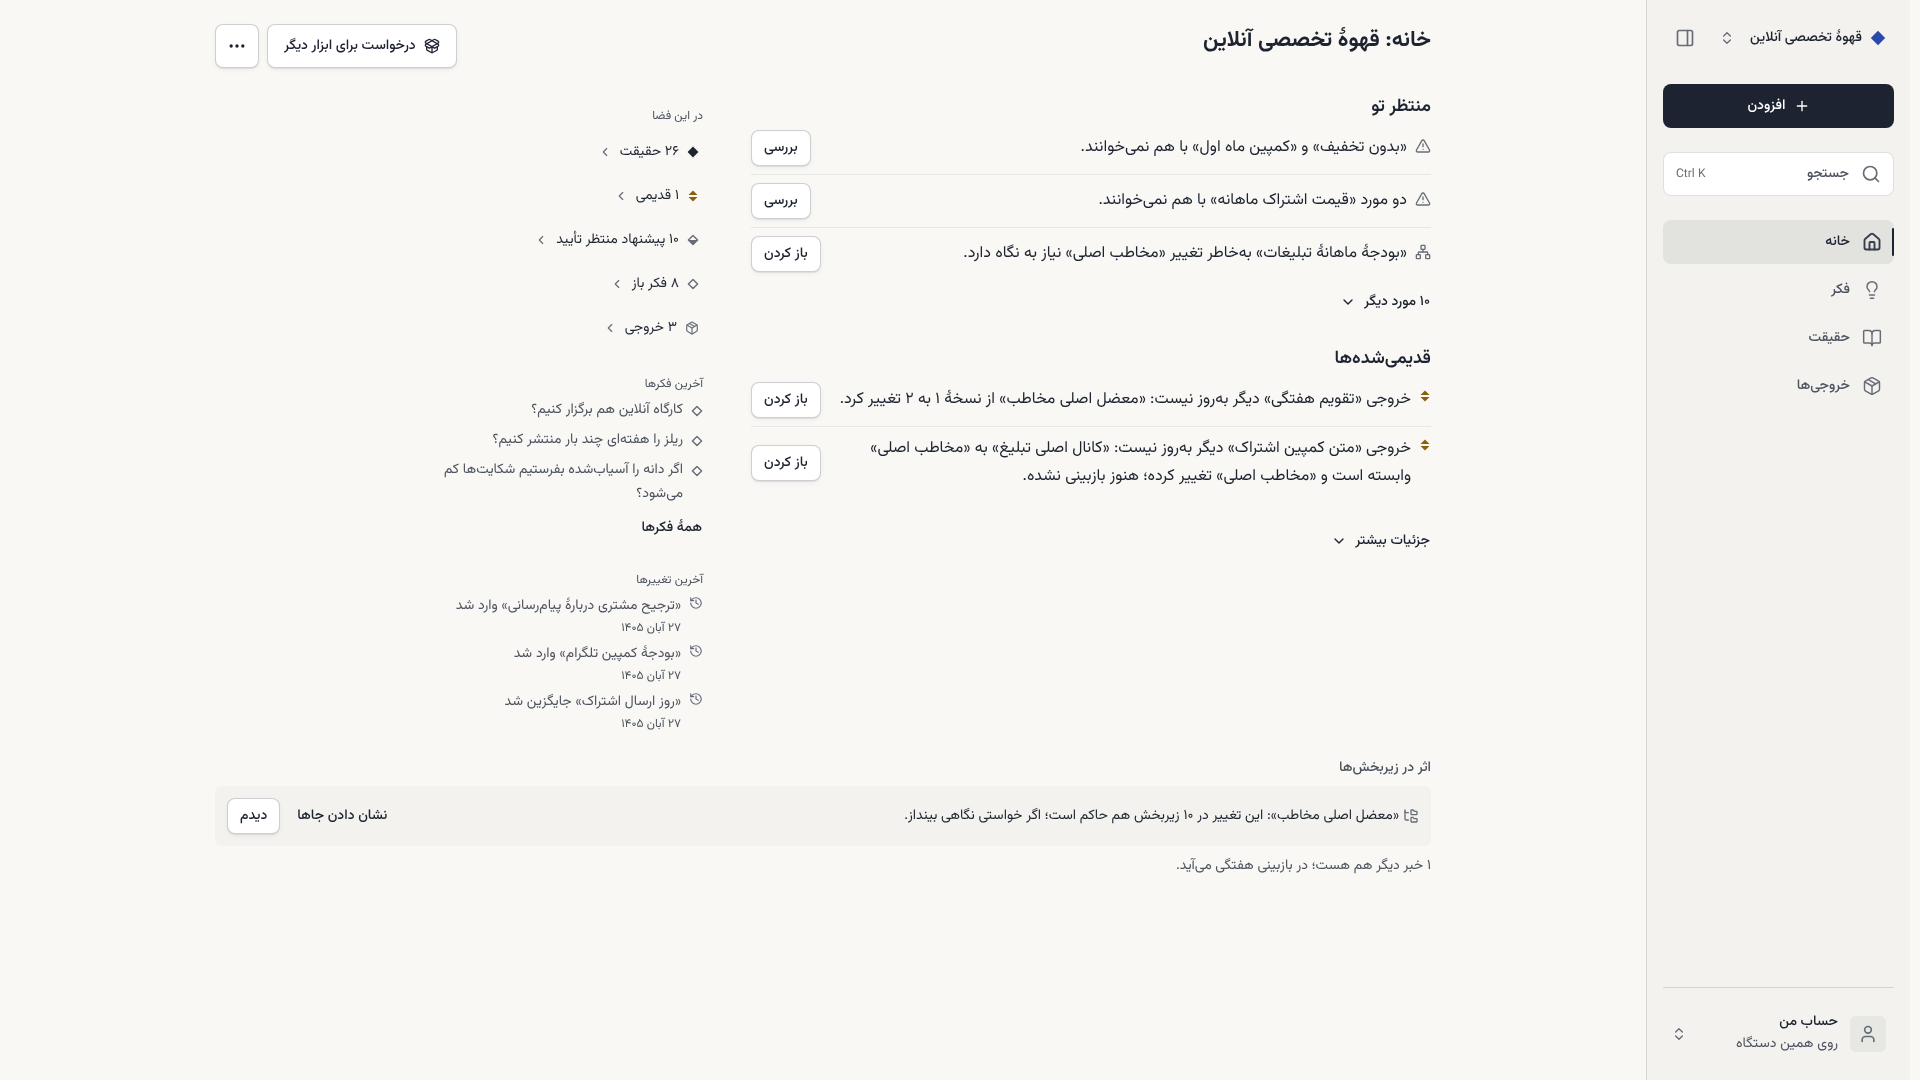 قهوهٔ تخصصی آنلاین
افزودن
جستجو
Ctrl K
خانه
فکر
حقیقت
خروجی‌ها
حساب من
روی همین دستگاه
خانه: قهوهٔ تخصصی آنلاین
درخواست برای ابزار دیگر
منتظر تو
«بدون تخفیف» و «کمپین ماه اول» با هم نمی‌خوانند.
بررسی
دو مورد «قیمت اشتراک ماهانه» با هم نمی‌خوانند.
بررسی
«بودجهٔ ماهانهٔ تبلیغات» به‌خاطر تغییر «مخاطب اصلی» نیاز به نگاه دارد.
باز کردن
۱۰ مورد دیگر
قدیمی‌شده‌ها
خروجی «تقویم هفتگی» دیگر به‌روز نیست: «معضل اصلی مخاطب» از نسخهٔ ۱ به ۲ تغییر کرد.
باز کردن
خروجی «متن کمپین اشتراک» دیگر به‌روز نیست: «کانال اصلی تبلیغ» به «مخاطب اصلی»
وابسته است و «مخاطب اصلی» تغییر کرده؛ هنوز بازبینی نشده.
باز کردن
جزئیات بیشتر
در این فضا
۲۶ حقیقت
۱ قدیمی
۱۰ پیشنهاد منتظر تأیید
۸ فکر باز
۳ خروجی
آخرین فکرها
کارگاه آنلاین هم برگزار کنیم؟
ریلز را هفته‌ای چند بار منتشر کنیم؟
اگر دانه را آسیاب‌شده بفرستیم شکایت‌ها کم
می‌شود؟
همهٔ فکرها
آخرین تغییرها
«ترجیح مشتری دربارهٔ پیام‌رسانی» وارد شد
۲۷ آبان ۱۴۰۵
«بودجهٔ کمپین تلگرام» وارد شد
۲۷ آبان ۱۴۰۵
«روز ارسال اشتراک» جایگزین شد
۲۷ آبان ۱۴۰۵
اثر در زیربخش‌ها
«معضل اصلی مخاطب»: این تغییر در ۱۰ زیربخش هم حاکم است؛ اگر خواستی نگاهی بینداز.
نشان دادن جاها
دیدم
۱ خبر دیگر هم هست؛ در بازبینی هفتگی می‌آید.